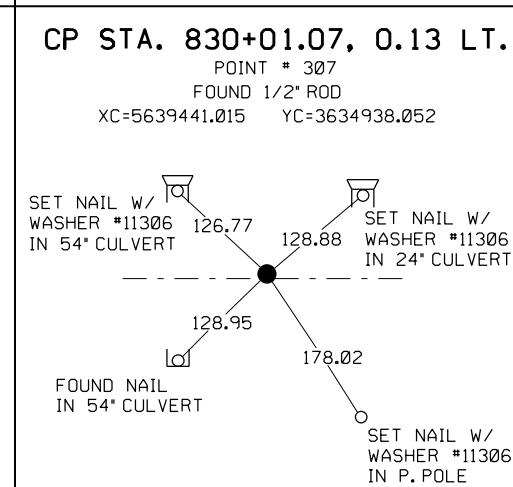 CP STA. 830+01.07, 0.13 LT.
POINT # 307
FOUND 1/2" ROD
XC=5639441.015 YC=3634938.052
SET NAIL W/
WASHER #11306
IN 54" CULVERT
126.77
128.88
SET NAIL W/
WASHER #11306
IN 24" CULVERT
128.95
178.02
FOUND NAIL
IN 54" CULVERT
SET NAIL W/
WASHER #11306
IN P. POLE